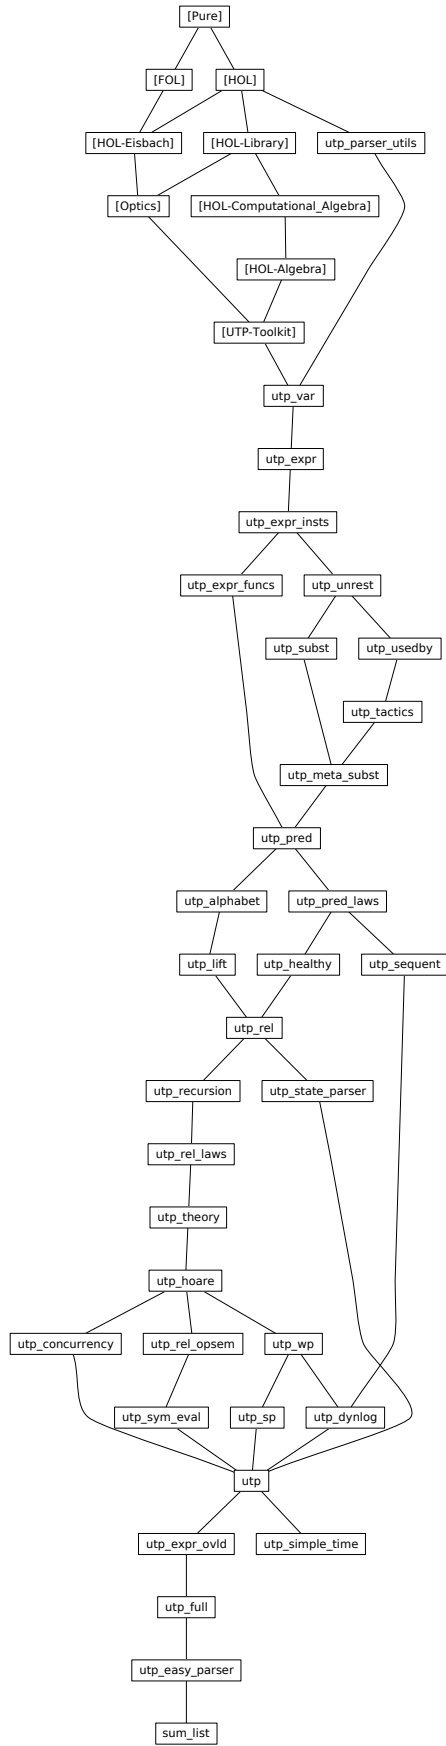 [Pure]
[FOL] [HOL]
[HOL-Eisbach] [HOL-Library] utp_parser_utils
[Optics] [HOL-Computational_Algebra]
[HOL-Algebra]
[UTP-Toolkit]
utp_var
utp_expr
utp_expr_insts
utp_expr_funcs utp_unrest
utp_subst utp_usedby
utp_tactics
utp_meta_subst
utp_pred
utp_alphabet utp_pred_laws
utp_lift utp_healthy utp_sequent
utp_rel
utp_recursion utp_state_parser
utp_rel_laws
utp_theory
utp_hoare
utp_concurrency utp_rel_opsem utp_wp
utp_sym_eval utp_sp utp_dynlog
utp
utp_expr_ovld utp_simple_time
utp_full
utp_easy_parser
sum_list